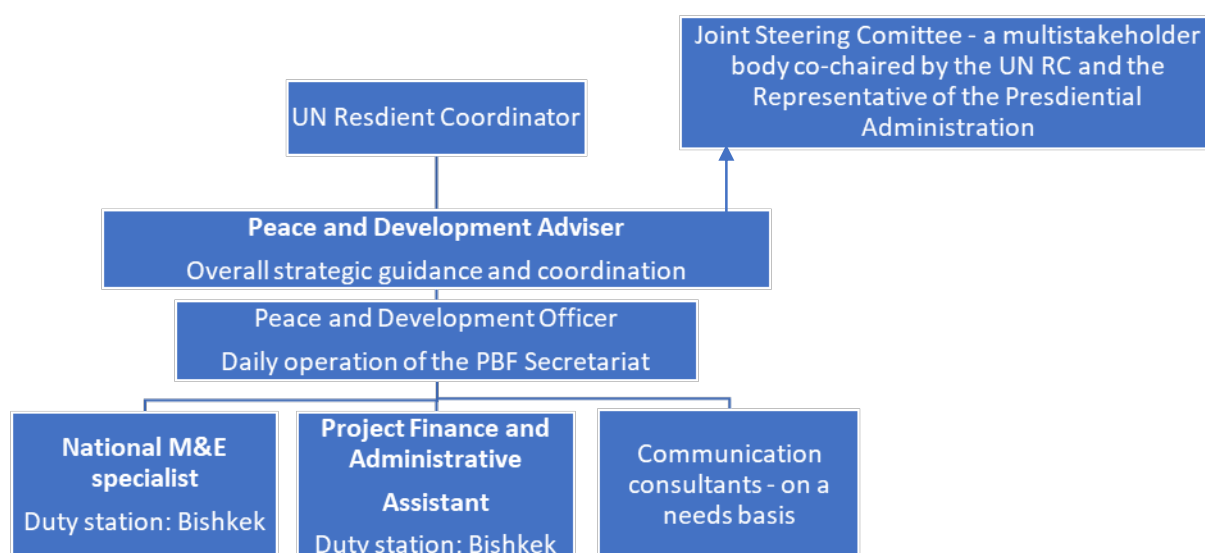 Joint Steering Comittee - a multistakeholder
body co-chaired by the UN RC and the
Representative of the Presdiential
Administration
UN Resdient Coordinator
Peace and Development Adviser
Overall strategic guidance and coordination
Peace and Development Officer
Daily operation of the PBF Secretariat
National M&E
specialist
Duty station: Bishkek
Project Finance and
Administrative
Assistant
Duty station: Bishkek
Communication
consultants - on a
needs basis